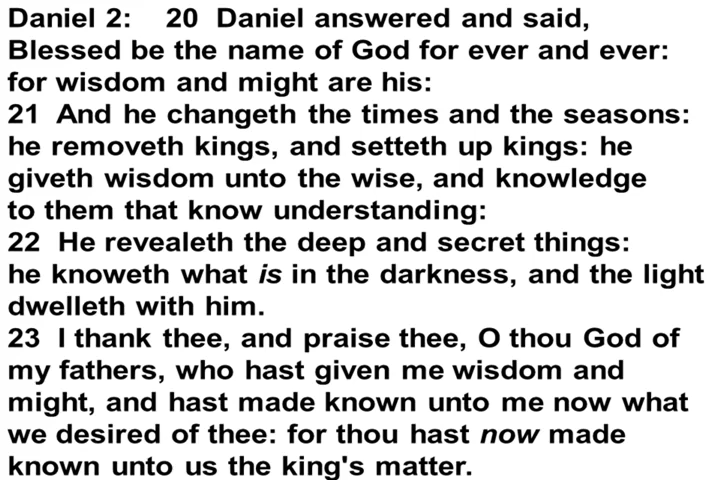 Daniel 2: 20 Daniel answered and said,
Blessed be the name of God for ever and ever:
for wisdom and might are his:
21 And he changeth the times and the seasons:
he removeth kings, and setteth up kings: he
giveth wisdom unto the wise, and knowledge
to them that know understanding:
22 He revealeth the deep and secret things:
he knoweth what is in the darkness, and the light
dwelleth with him.
23 I thank thee, and praise thee, O thou God of
my fathers, who hast given me wisdom and
might, and hast made known unto me now what
we desired of thee: for thou hast now made
known unto us the king's matter.